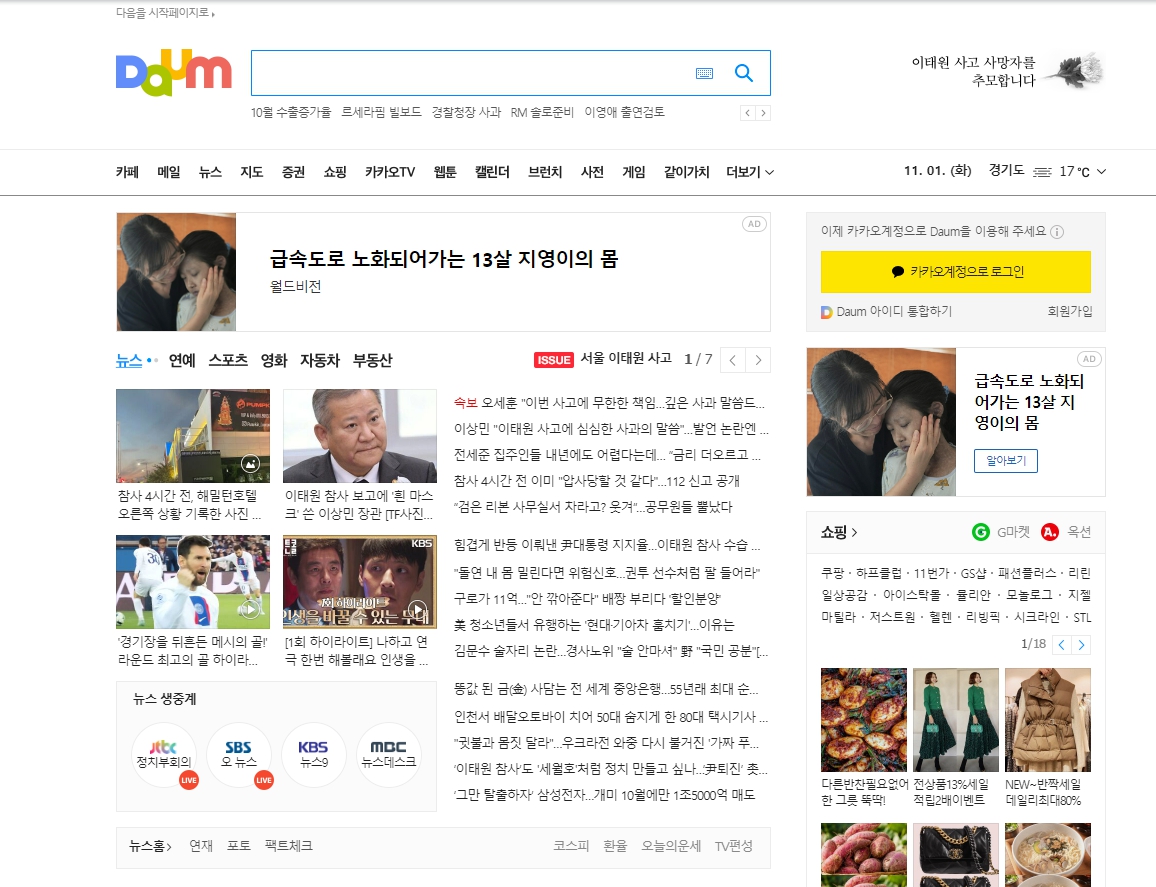 다음을 시작페이지로
Daum
이태원 사고 사망자를
추모합니다
10월 수출증가율 르세라핌 빌보드 경찰청장 사과 RM 솔로준비 이영애 출연검토
카페 메일 뉴스 지도 증권 쇼핑 카카오TV 웹툰 캘린더 브런치 사전 게임 같이가치 더보기
11. 01. (화) 경기도 17 °C
AD
급속도로 노화되어가는 13살 지영이의 몸
월드비전
이제 카카오계정으로 Daum을 이용해 주세요
카카오계정으로 로그인
Daum 아이디 통합하기 회원가입
뉴스 연예 스포츠 영화 자동차 부동산
ISSUE 서울 이태원 사고 1 / 7
참사 4시간 전, 해밀턴호텔
오른쪽 상황 기록한 사진 ...
이태원 참사 보고에 '흰 마스
크' 쓴 이상민 장관 [TF사진...
KBS
1회 하이라이트
인생을 바꿀 수 있는 무대
'경기장을 뒤흔든 메시의 골!'
라운드 최고의 골 하이라...
[1회 하이라이트] 나하고 연
극 한번 해볼래요 인생을 ...
속보 오세훈 "이번 사고에 무한한 책임...깊은 사과 말씀드...
이상민 "이태원 사고에 심심한 사과의 말씀"...발언 논란엔 ...
전세준 집주인들 내년에도 어렵다는데... "금리 더오르고 ...
참사 4시간 전 이미 "압사당할 것 같다"...112 신고 공개
"검은 리본 사무실서 차라고? 웃겨"...공무원들 뿔났다
힘겹게 반등 이뤄낸 尹대통령 지지율...이태원 참사 수습 ...
"돌연 내 몸 밀린다면 위험신호...권투 선수처럼 팔 들어라"
구로가 11억..."안 깎아준다" 배짱 부리다 '할인분양'
美 청소년들서 유행하는 '현대·기아차 훔치기'...이유는
김문수 술자리 논란...경사노위 "술 안마셔" 野 "국민 공분"[...
똥값 된 금(金) 사담는 전 세계 중앙은행...55년래 최대 순...
인천서 배달오토바이 치어 50대 숨지게 한 80대 택시기사 ...
"귓불과 몸짓 달라"...우크라전 와중 다시 불거진 '가짜 푸...
'이태원 참사'도 '세월호'처럼 정치 만들고 싶나...'尹퇴진' 촛...
'그만 탈출하자' 삼성전자...개미 10월에만 1조5000억 매도
뉴스 생중계
jtbc SBS KBS MBC
정치부회의 오 뉴스 뉴스9 뉴스데스크
LIVE LIVE
뉴스홈 연재 포토 팩트체크 코스피 환율 오늘의운세 TV편성
AD
급속도로 노화되
어가는 13살 지
영이의 몸
알아보기
쇼핑 G G마켓 A. 옥션
쿠팡 · 하프클럽 · 11번가 · GS샵 · 패션플러스 · 리린
일상공감 · 아이스탁몰 · 뮬리안 · 모놀로그 · 지젤
마틸라 · 저스트원 · 헬렌 · 리빙픽 · 시크라인 · STL
1/18
다른반찬필요없어
한 그릇 뚝딱!
전상품13%세일
적립2배이벤트
NEW~반짝세일
데일리최대80%